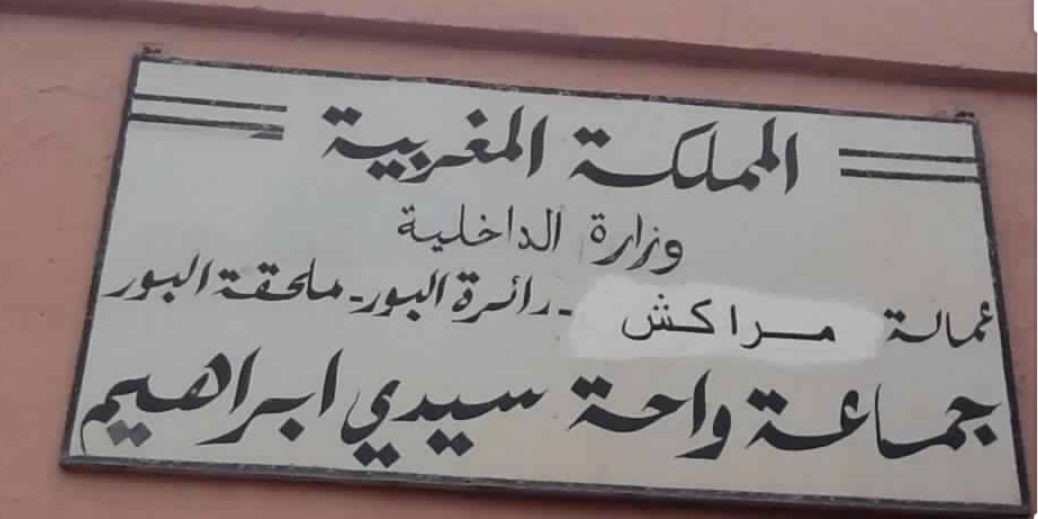 المملكة المغربية
وزارة الداخلية
عمالة مراكش - دائرة البور - ملحقة البور
جماعة واحة سيدي ابراهيم